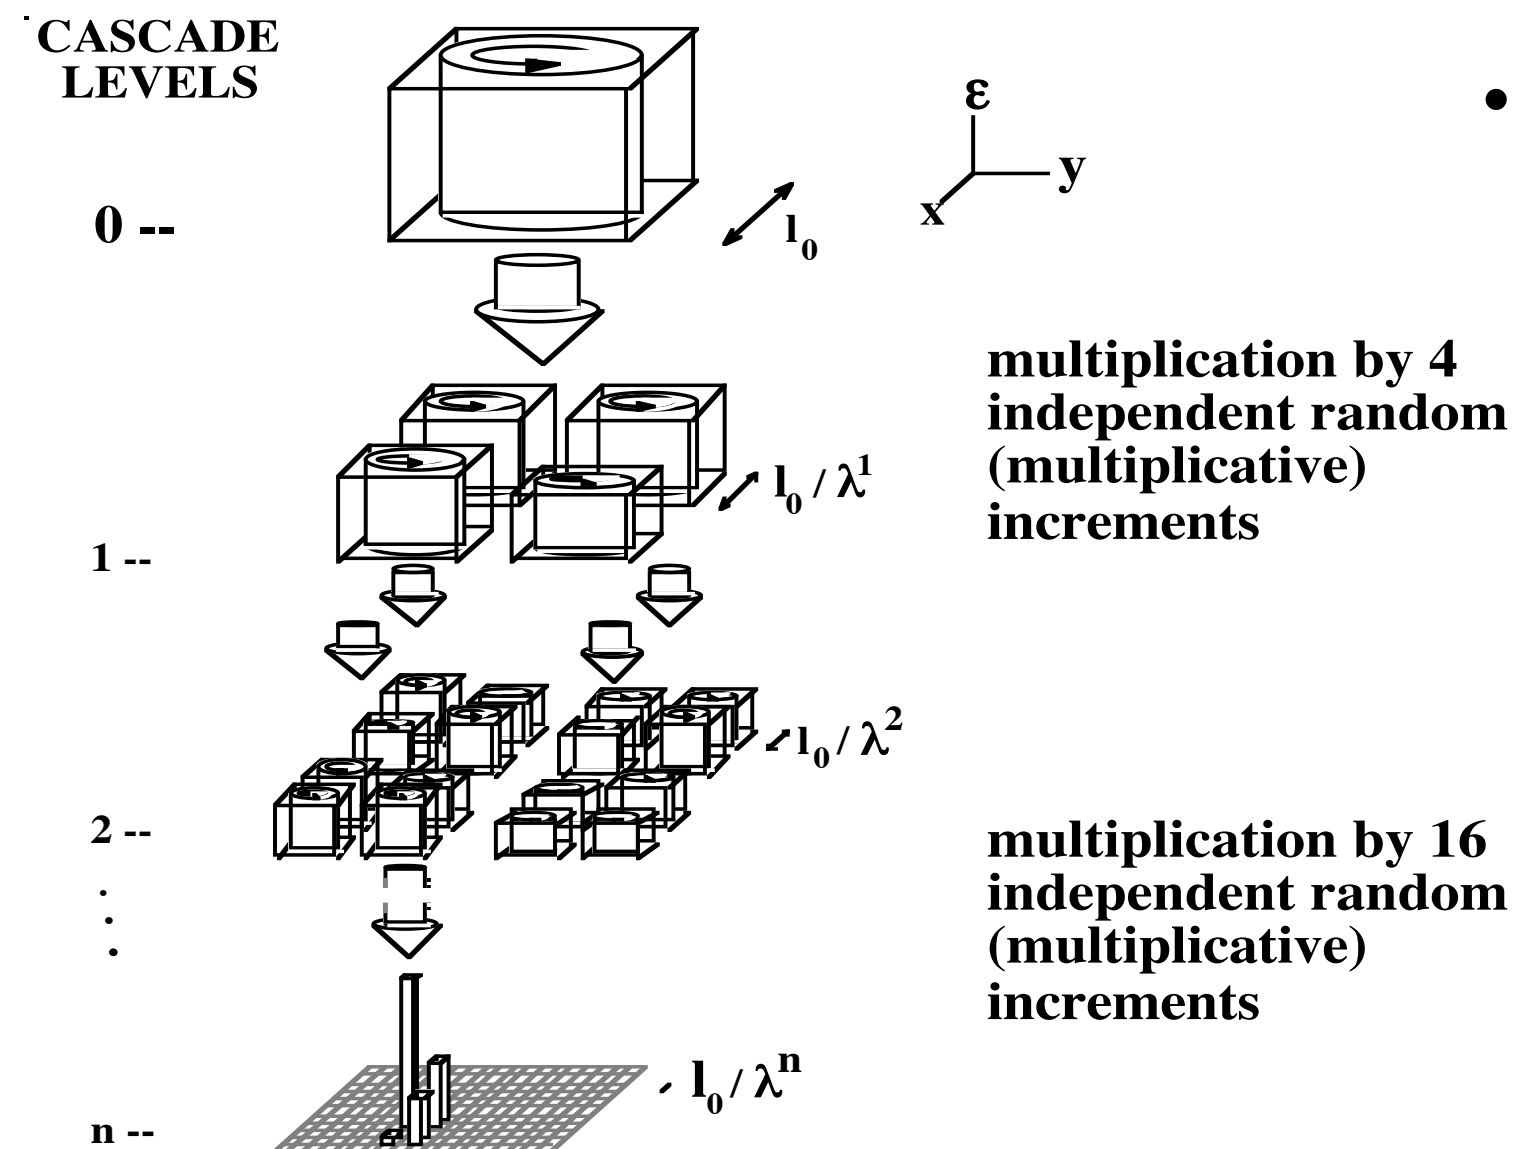 CASCADE
LEVELS
ε
y
x
0 --
l0
multiplication by 4
independent random
(multiplicative)
increments
l0 / λ1
1 --
l0 / λ2
2 --
.
.
.
multiplication by 16
independent random
(multiplicative)
increments
l0 / λn
n --